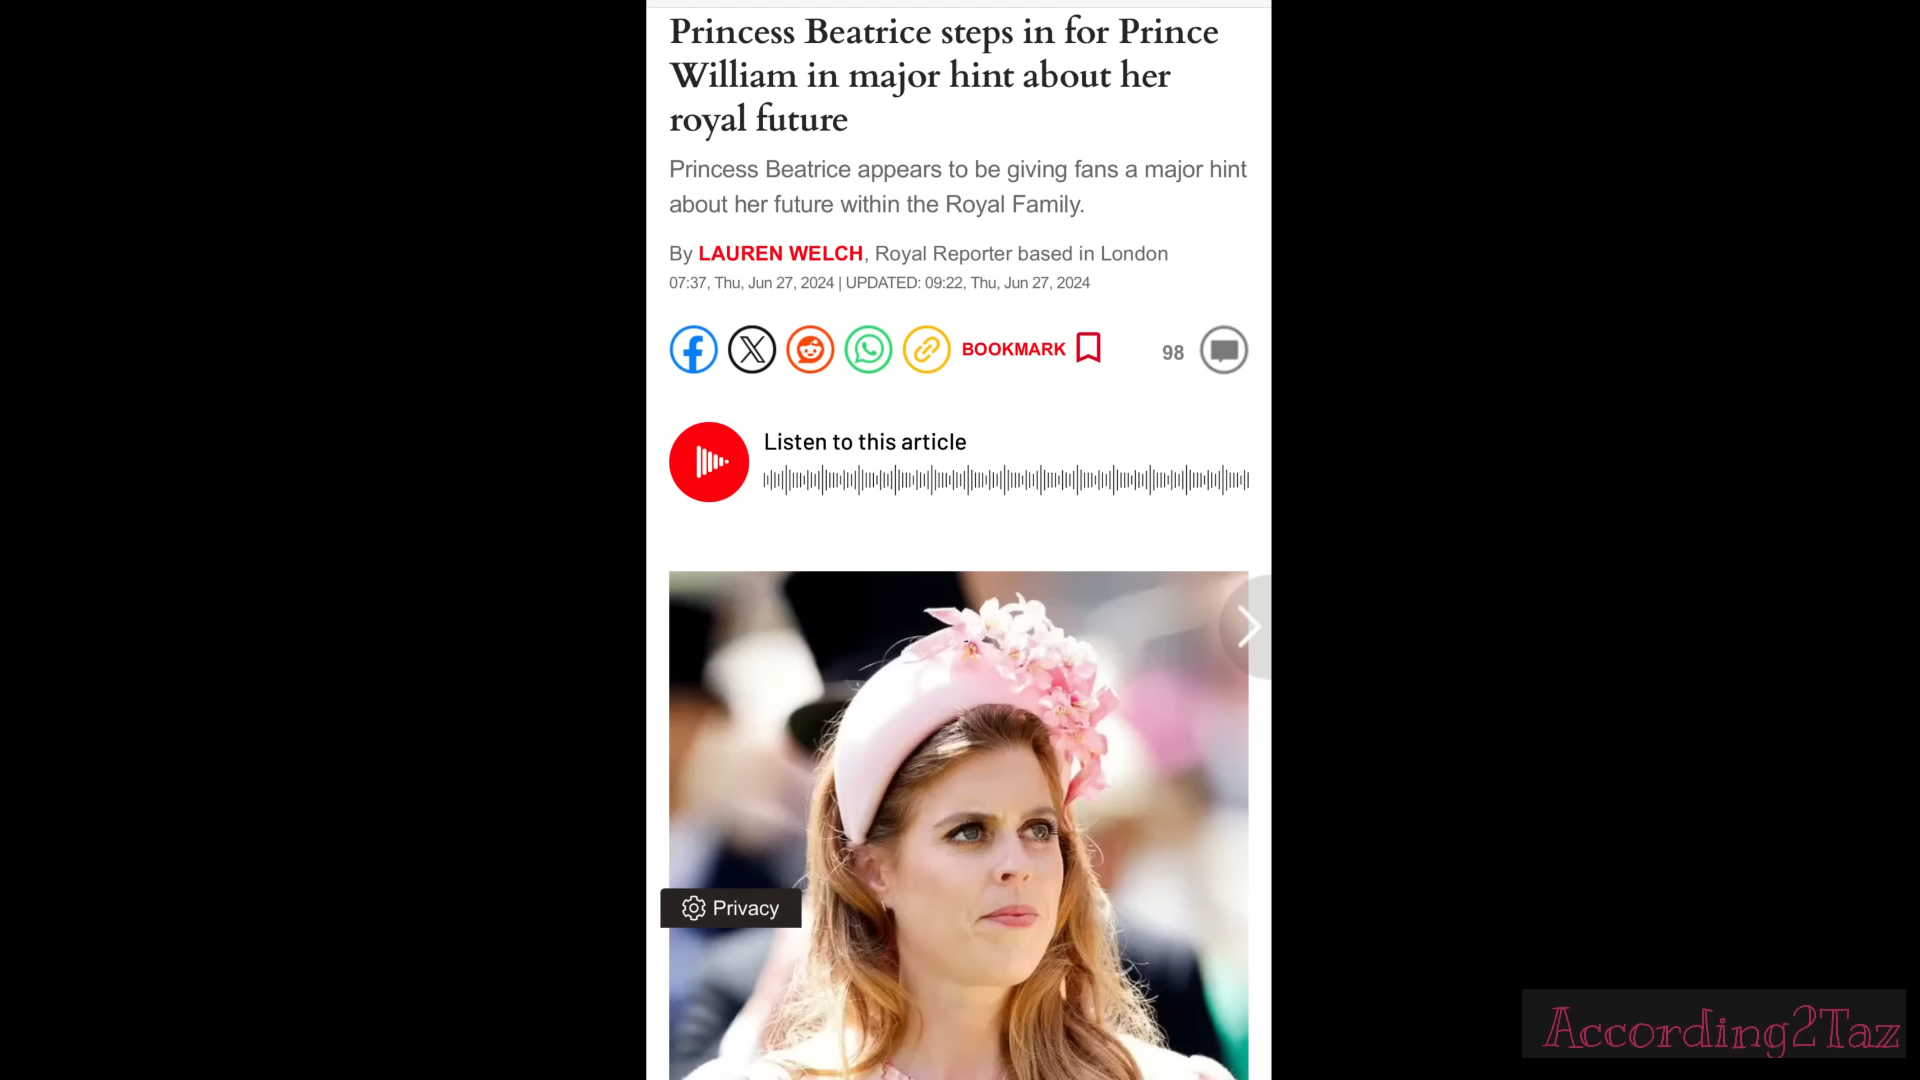 Princess Beatrice steps in for Prince
William in major hint about her
royal future
Princess Beatrice appears to be giving fans a major hint
about her future within the Royal Family.
By LAUREN WELCH, Royal Reporter based in London
07:37, Thu, Jun 27, 2024 | UPDATED: 09:22, Thu, Jun 27, 2024
BOOKMARK
98
Listen to this article
Privacy
According2Taz